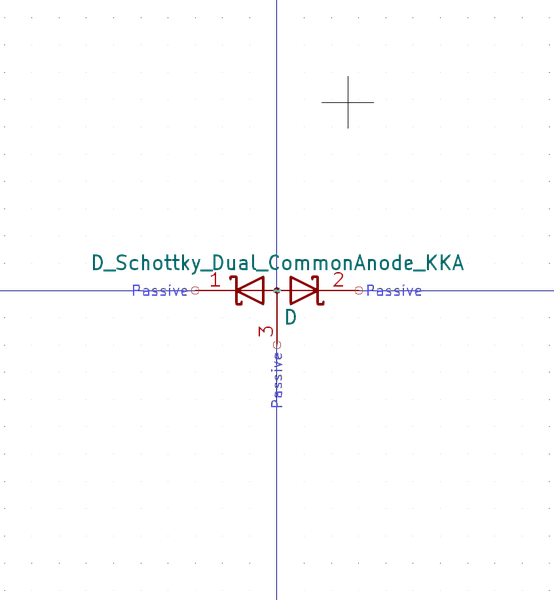 D_Schottky_Dual_CommonAnode_KKA
1
2
Passive
Passive
D
3
Passive